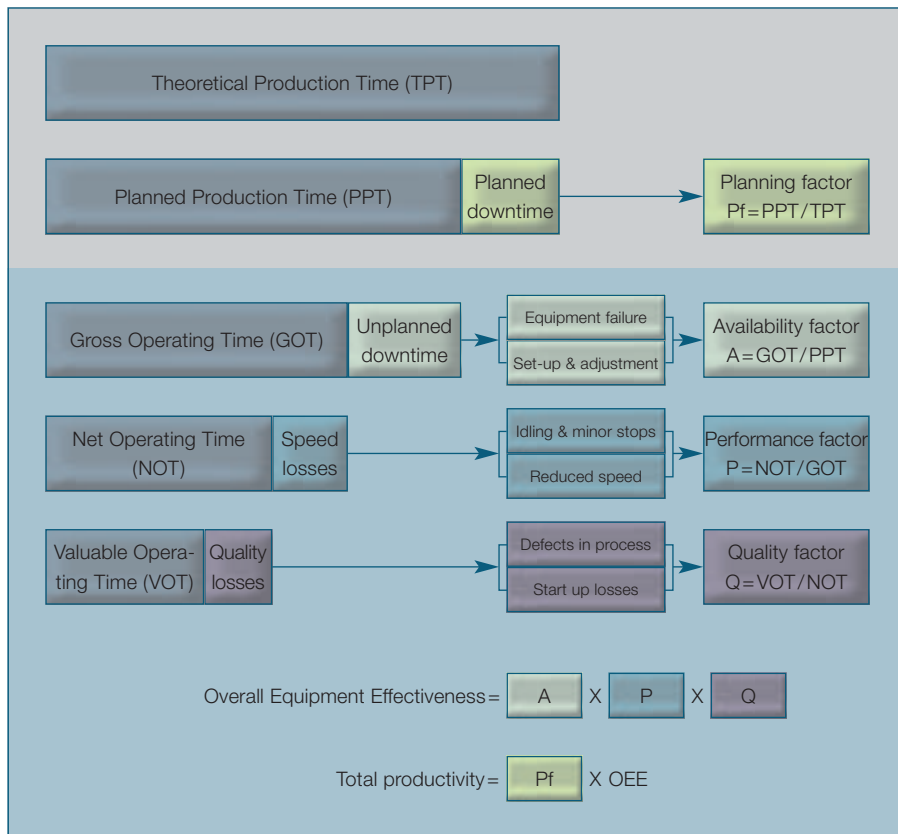 Theoretical Production Time (TPT)
Planned Production Time (PPT)
Planned
downtime
Planning factor
Pf=PPT/TPT
Gross Operating Time (GOT)
Unplanned
downtime
Equipment failure
Set-up & adjustment
Availability factor
A=GOT/PPT
Net Operating Time
(NOT)
Speed
losses
Idling & minor stops
Reduced speed
Performance factor
P=NOT/GOT
Valuable Opera-
ting Time (VOT)
Quality
losses
Defects in process
Start up losses
Quality factor
Q=VOT/NOT
Overall Equipment Effectiveness= A X P X Q
Total productivity= Pf X OEE